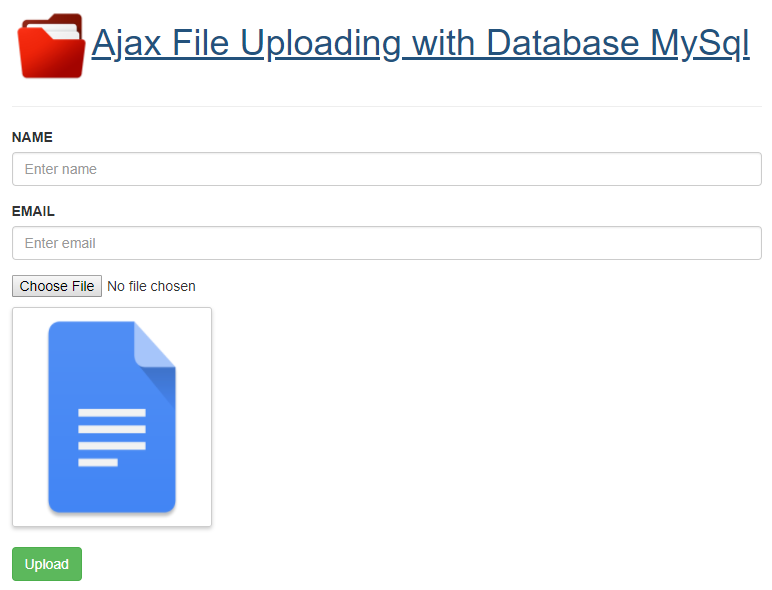 Ajax File Uploading with Database MySql
NAME
Enter name
EMAIL
Enter email
Choose File No file chosen
Upload